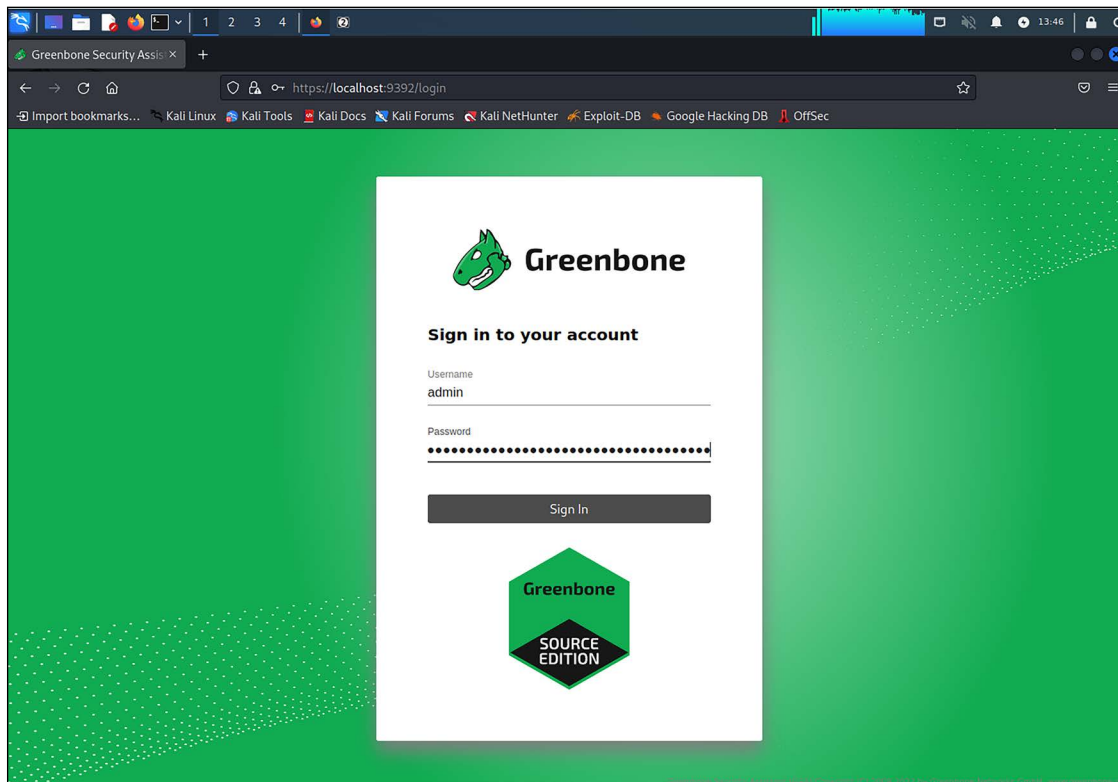 1 2 3 4
13:46
Greenbone Security Assis
https://localhost:9392/login
Import bookmarks... Kali Linux Kali Tools Kali Docs Kali Forums Kali NetHunter Exploit-DB Google Hacking DB OffSec
Greenbone
Sign in to your account
Username
admin
Password
Sign In
Greenbone
SOURCE
EDITION